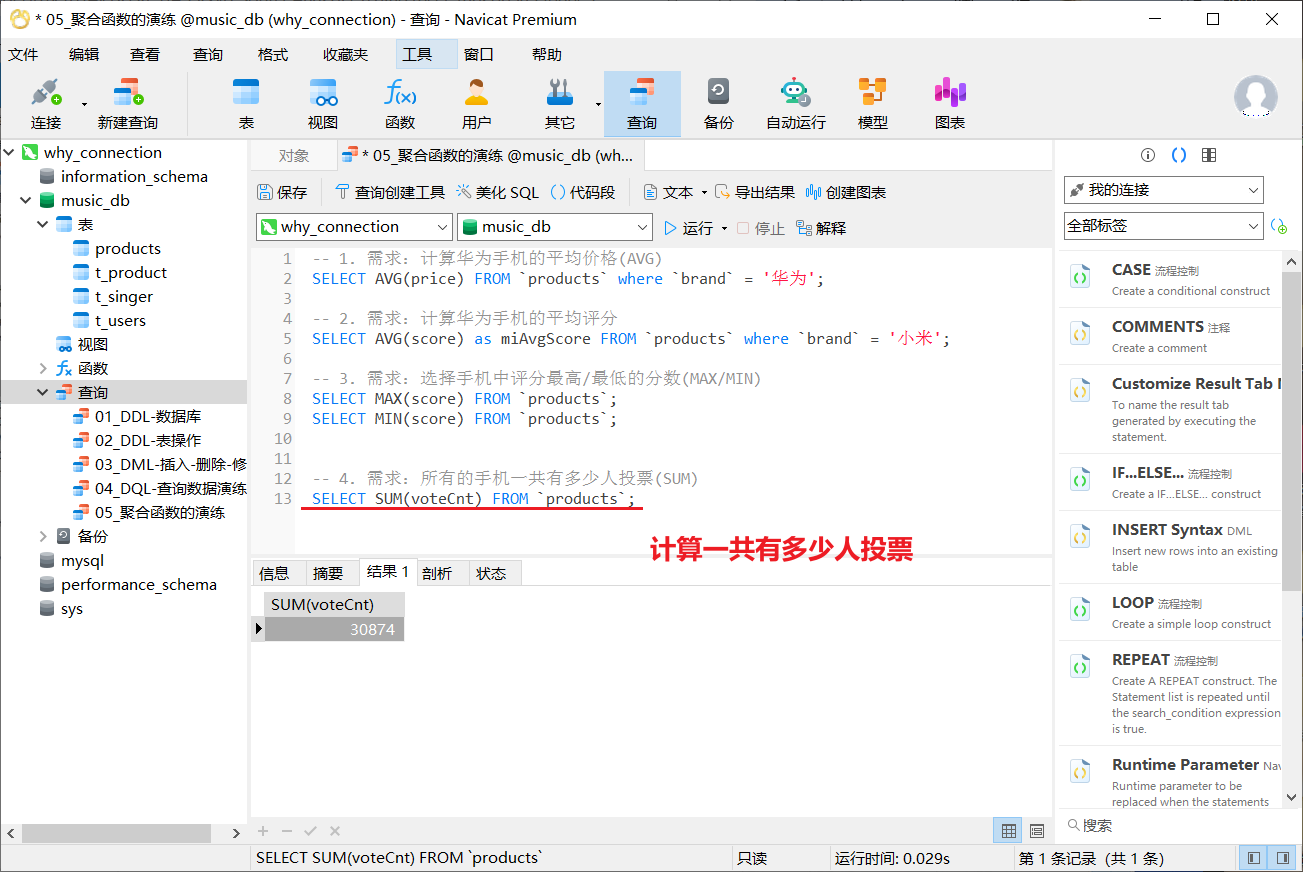 * 05_聚合函数的演练 @music_db (why_connection) - 查询 - Navicat Premium
文件 编辑 查看 查询 格式 收藏夹 工具 窗口 帮助
连接 新建查询 表 视图 函数 用户 其它 查询 备份 自动运行 模型 图表
why_connection
information_schema
music_db
表
products
t_product
t_singer
t_users
视图
函数
查询
01_DDL-数据库
02_DDL-表操作
03_DML-插入-删除-修
04_DQL-查询数据演练
05_聚合函数的演练
备份
mysql
performance_schema
sys
对象 * 05_聚合函数的演练 @music_db (wh...
保存 查询创建工具 美化 SQL 代码段 文本 导出结果 创建图表
why_connection music_db 运行 停止 解释
1 -- 1. 需求: 计算华为手机的平均价格(AVG)
2 SELECT AVG(price) FROM `products` where `brand` = '华为';
3
4 -- 2. 需求: 计算华为手机的平均评分
5 SELECT AVG(score) as miAvgScore FROM `products` where `brand` = '小米';
6
7 -- 3. 需求: 选择手机中评分最高/最低的分数(MAX/MIN)
8 SELECT MAX(score) FROM `products`;
9 SELECT MIN(score) FROM `products`;
10
11
12 -- 4. 需求: 所有的手机一共有多少人投票(SUM)
13 SELECT SUM(voteCnt) FROM `products`;
计算一共有多少人投票
信息 摘要 结果 1 剖析 状态
SUM(voteCnt)
30874
SELECT SUM(voteCnt) FROM `products` 只读 运行时间: 0.029s 第 1 条记录 (共 1 条)
我的连接
全部标签
CASE 流程控制
Create a conditional construct
COMMENTS 注释
Create a comment
Customize Result Tab
To name the result tab
generated by executing the
statement.
IF...ELSE... 流程控制
Create a IF...ELSE... construct
INSERT Syntax DML
Insert new rows into an existing
table
LOOP 流程控制
Create a simple loop construct
REPEAT 流程控制
Create A REPEAT construct. The
Statement list is repeated until
the search_condition expression
is true.
Runtime Parameter Nav
Runtime parameter to be
replaced when the statements
搜索